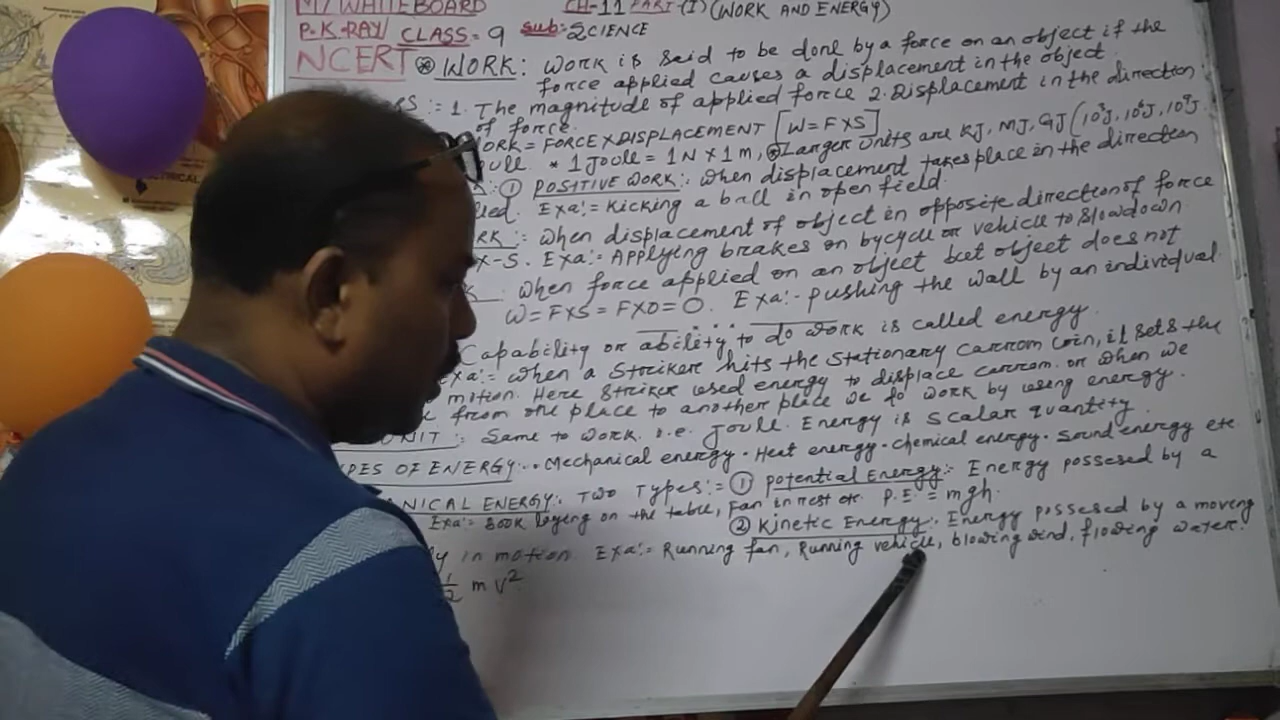 MY WHITEBOARD CH-11 PART (I) (WORK AND ENERGY)
P.K.RAY/ CLASS = 9 Sub:= SCIENCE
NCERT ⊛ WORK: WORK is said to be done by a force on an object if the
force applied causes a displacement in the object
:= 1. The magnitude of applied force 2. Displacement in the direction
of force.
WORK = FORCE X DISPLACEMENT [W = F X S]
* 1 Joule = 1N X 1m, ⊛ Larger Units are KJ, MJ, GJ (10³J, 10⁶J, 10⁹J.
① POSITIVE WORK:. When displacement takes place in the direction
Exa:= Kicking a ball in open field.
:= When displacement of object in opposite direction of force
X-S. Exa:= Applying brakes on bycycle or vehicle to slowdown.
When force applied on an object but object does not
W = FXS = FXO = O. Exa:- pushing the wall by an individual.
Capability or ability to do work is called energy.
Exa:= When a Striker hits the Stationary Carrom Coin, it sets the
motion. Here Striker used energy to displace carrom. or when we
from one place to another place we do work by using energy.
UNIT := Same to work. i.e. Joule. Energy is Scalar quantity.
TYPES OF ENERGY:. • Mechanical energy • Heat energy • Chemical energy • Sound energy etc.
ENERGY:. Two Types:= ① Potential Energy:- Energy possesed by a
Exa:= Book laying on the table, Fan in rest etc. P.E. = mgh.
② Kinetic Energy:. Energy possesed by a moving
in motion. Exa:= Running fan, Running vehicle, blowing wind, flowing water.
½ m v²